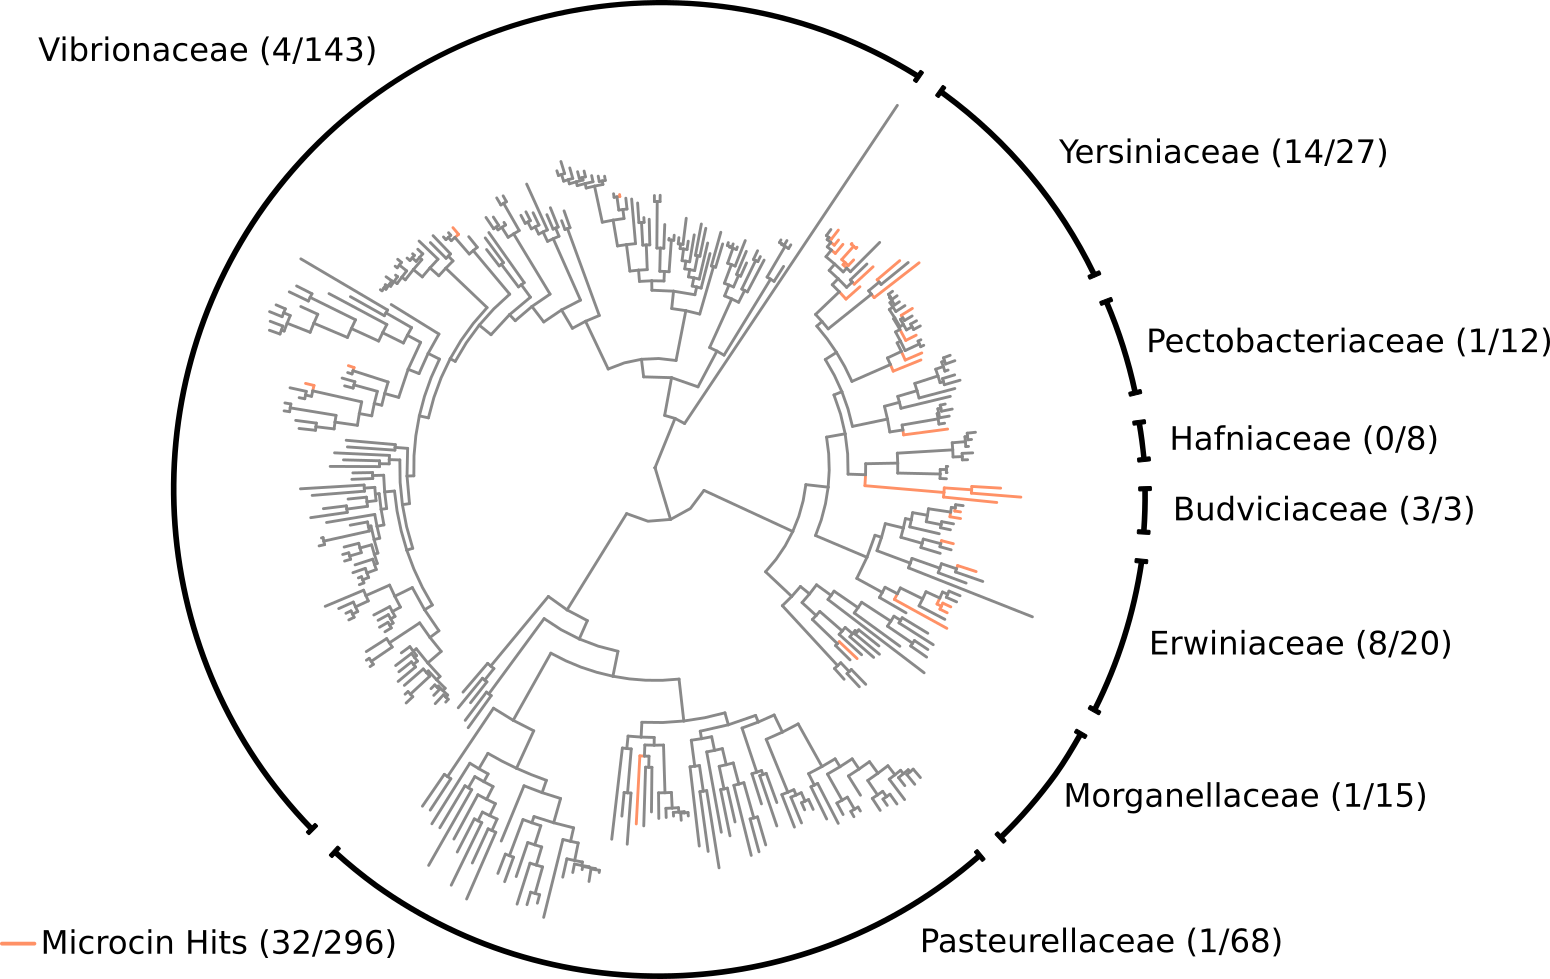 Vibrionaceae (4/143)
Yersiniaceae (14/27)
Pectobacteriaceae (1/12)
Hafniaceae (0/8)
Budviciaceae (3/3)
Erwiniaceae (8/20)
Morganellaceae (1/15)
Pasteurellaceae (1/68)
Microcin Hits (32/296)